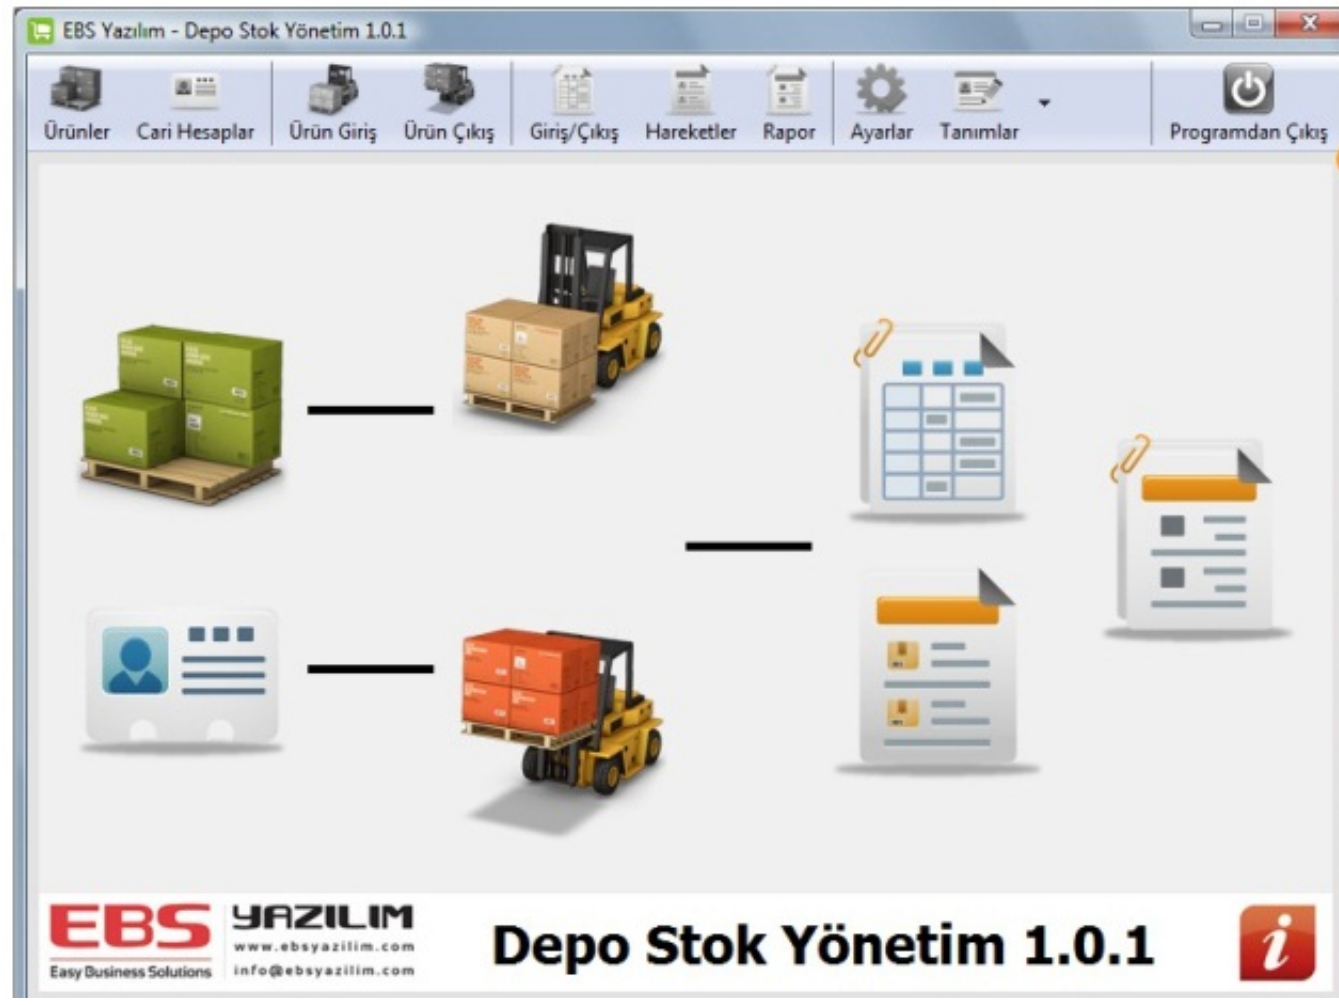 EBS Yazılım - Depo Stok Yönetim 1.0.1
Ürünler Cari Hesaplar Ürün Giriş Ürün Çıkış Giriş/Çıkış Hareketler Rapor Ayarlar Tanımlar Programdan Çıkış
EBS YAZILIM
www.ebsyazilim.com
Easy Business Solutions info@ebsyazilim.com
Depo Stok Yönetim 1.0.1
i